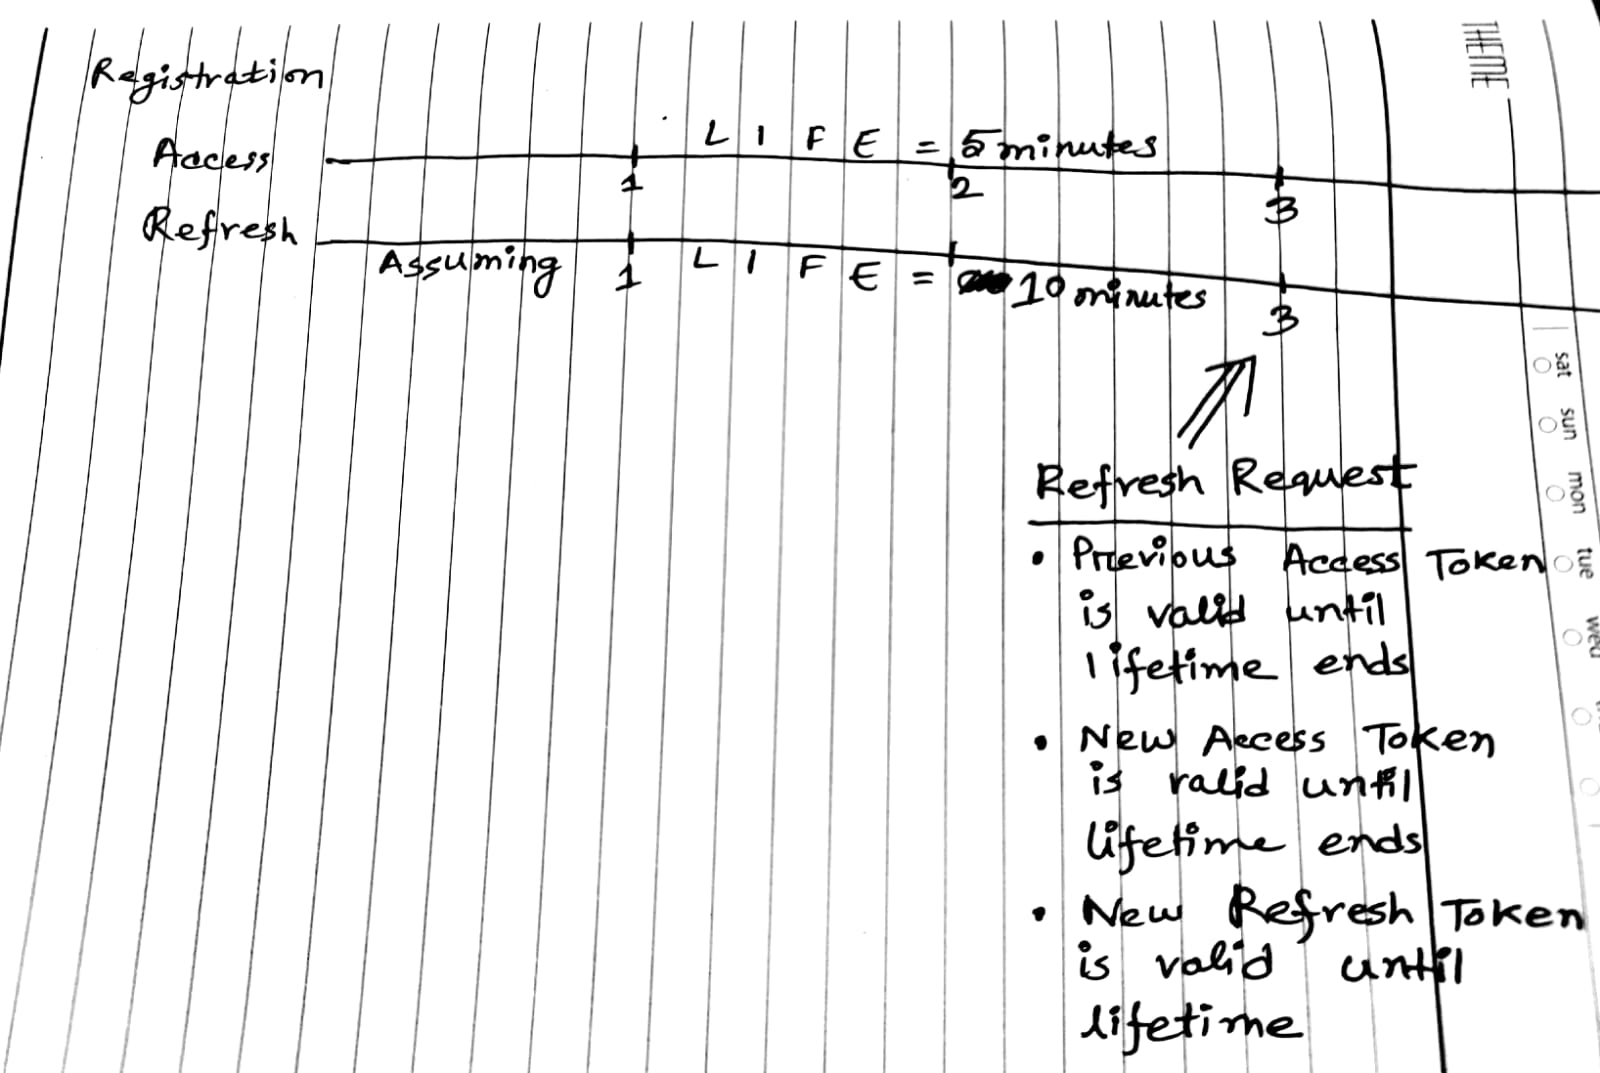 THEME
Registration
Access
L I F E = 5 minutes
1 2 3
Refresh
Assuming 1 L I F E = 10 minutes
3
sat
sun
mon
tue
wed
Refresh Request
• Previous Access Token
is valid until
lifetime ends
• New Access Token
is valid until
lifetime ends
• New Refresh Token
is valid until
lifetime